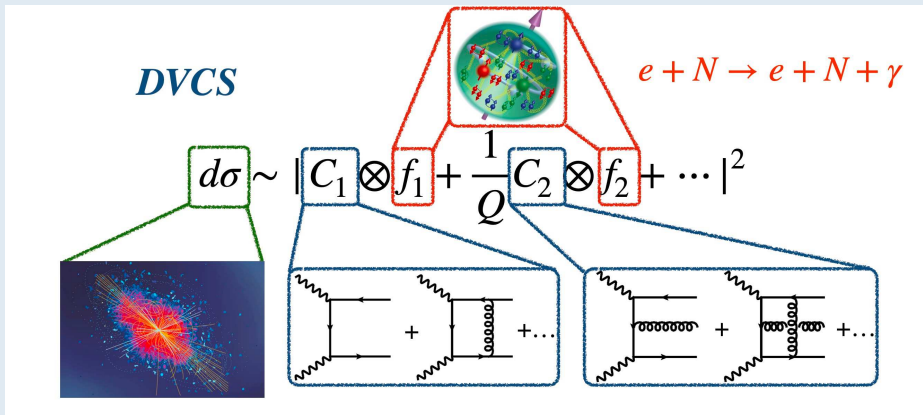 DVCS
e + N → e + N + γ
dσ ~ | C₁ ⊗ f₁ + 1/Q C₂ ⊗ f₂ + ⋯ |²
+ +…
+ +…